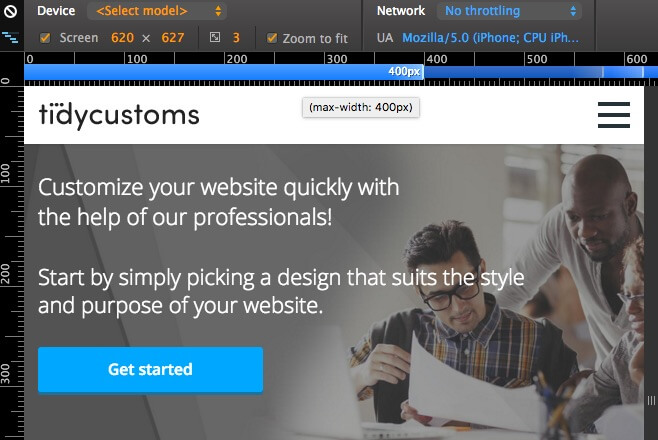 Device <Select model> Network No throttling
Screen 620 × 627 3 Zoom to fit UA Mozilla/5.0 (iPhone; CPU iPh...
0 100 200 300 400 500 600
400px
0
100
200
300
tïdycustoms
(max-width: 400px)
Customize your website quickly with
the help of our professionals!
Start by simply picking a design that suits the style
and purpose of your website.
Get started